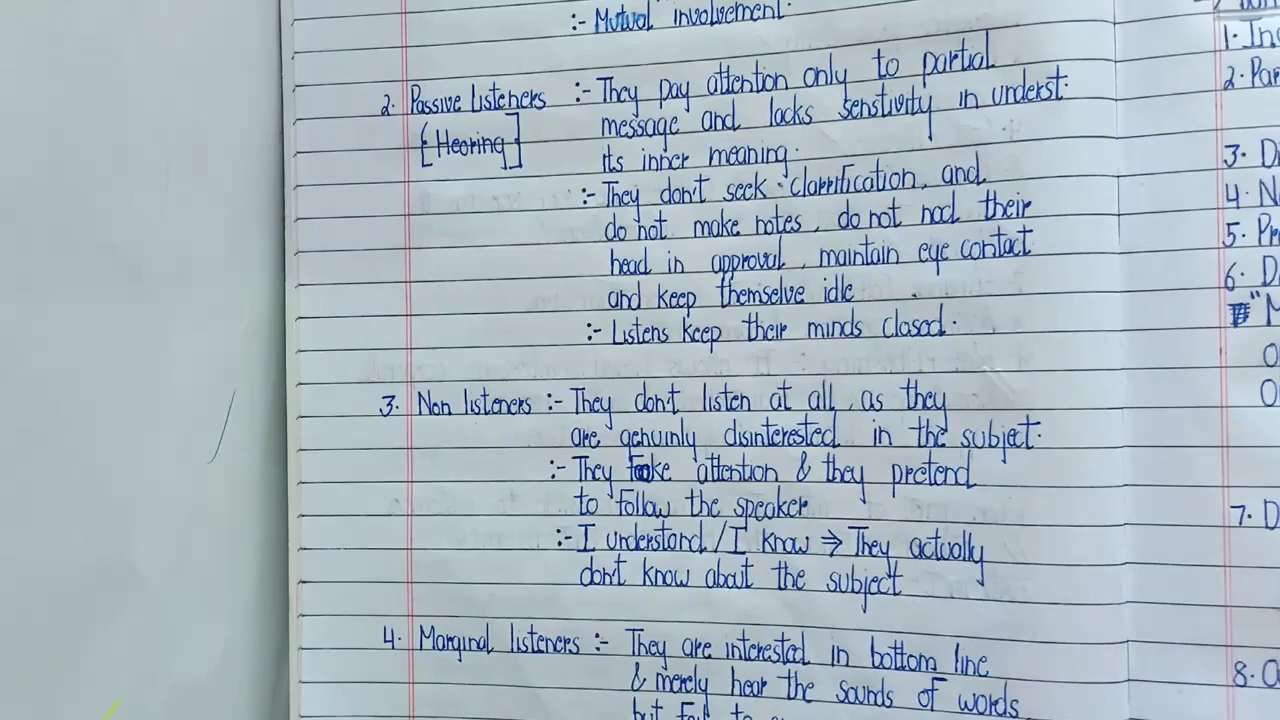 :- Mutual involvement.
2. Passive Listeners :- They pay attention only to partial
[Hearing] message and lacks senstivity in underst.
its inner meaning.
:- They don't seek clarrification, and
do not make notes, do not nod their
head in approval, maintain eye contact
and keep themselve idle
:- Listens keep their minds closed.
3. Non listeners :- They don't listen at all, as they
are genuinly disinterested in the subject.
:- They fake attention & they pretend
to follow the speaker
:- I understand / I know ⇒ They actually
don't know about the subject
4. Marginal listeners :- They are interested in bottom line
& merely hear the sounds of words
but
1.
2.
3.
4.
5.
6.
7.
8.